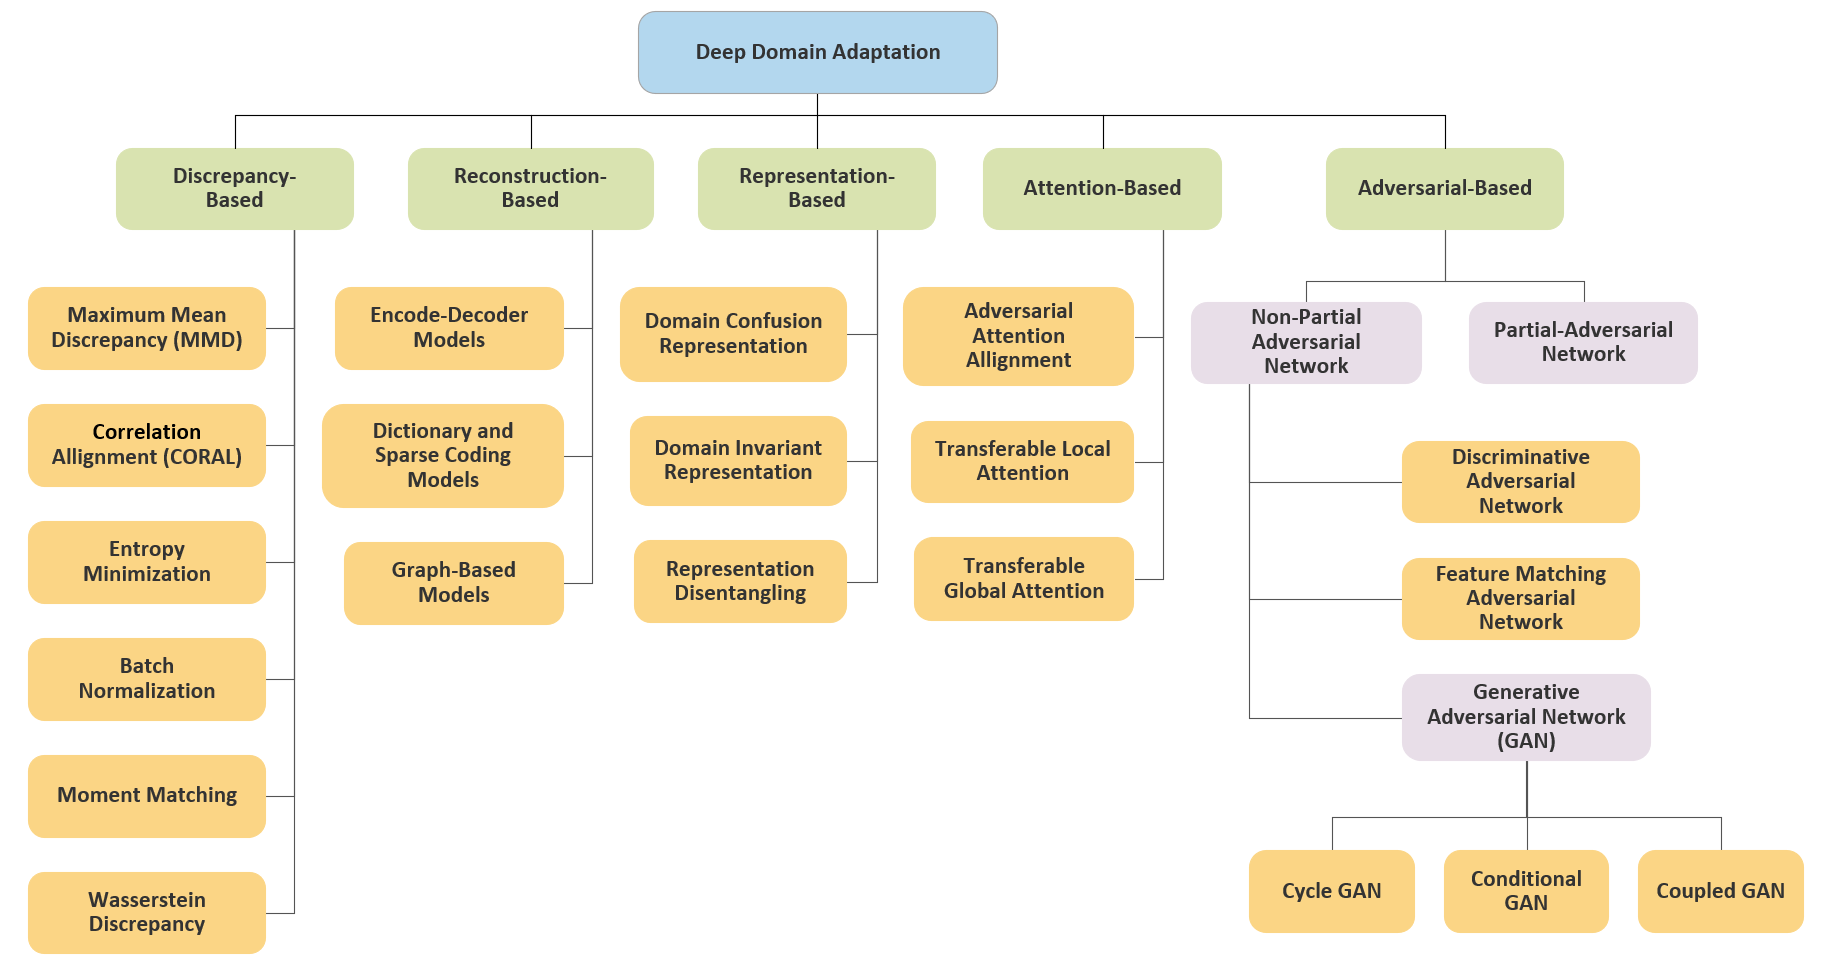 Deep Domain Adaptation
Discrepancy-
Based
Reconstruction-
Based
Representation-
Based
Attention-Based
Adversarial-Based
Maximum Mean
Discrepancy (MMD)
Correlation
Allignment (CORAL)
Entropy
Minimization
Batch
Normalization
Moment Matching
Wasserstein
Discrepancy
Encode-Decoder
Models
Dictionary and
Sparse Coding
Models
Graph-Based
Models
Domain Confusion
Representation
Domain Invariant
Representation
Representation
Disentangling
Adversarial
Attention
Allignment
Transferable Local
Attention
Transferable
Global Attention
Non-Partial
Adversarial
Network
Partial-Adversarial
Network
Discriminative
Adversarial
Network
Feature Matching
Adversarial
Network
Generative
Adversarial Network
(GAN)
Cycle GAN
Conditional
GAN
Coupled GAN